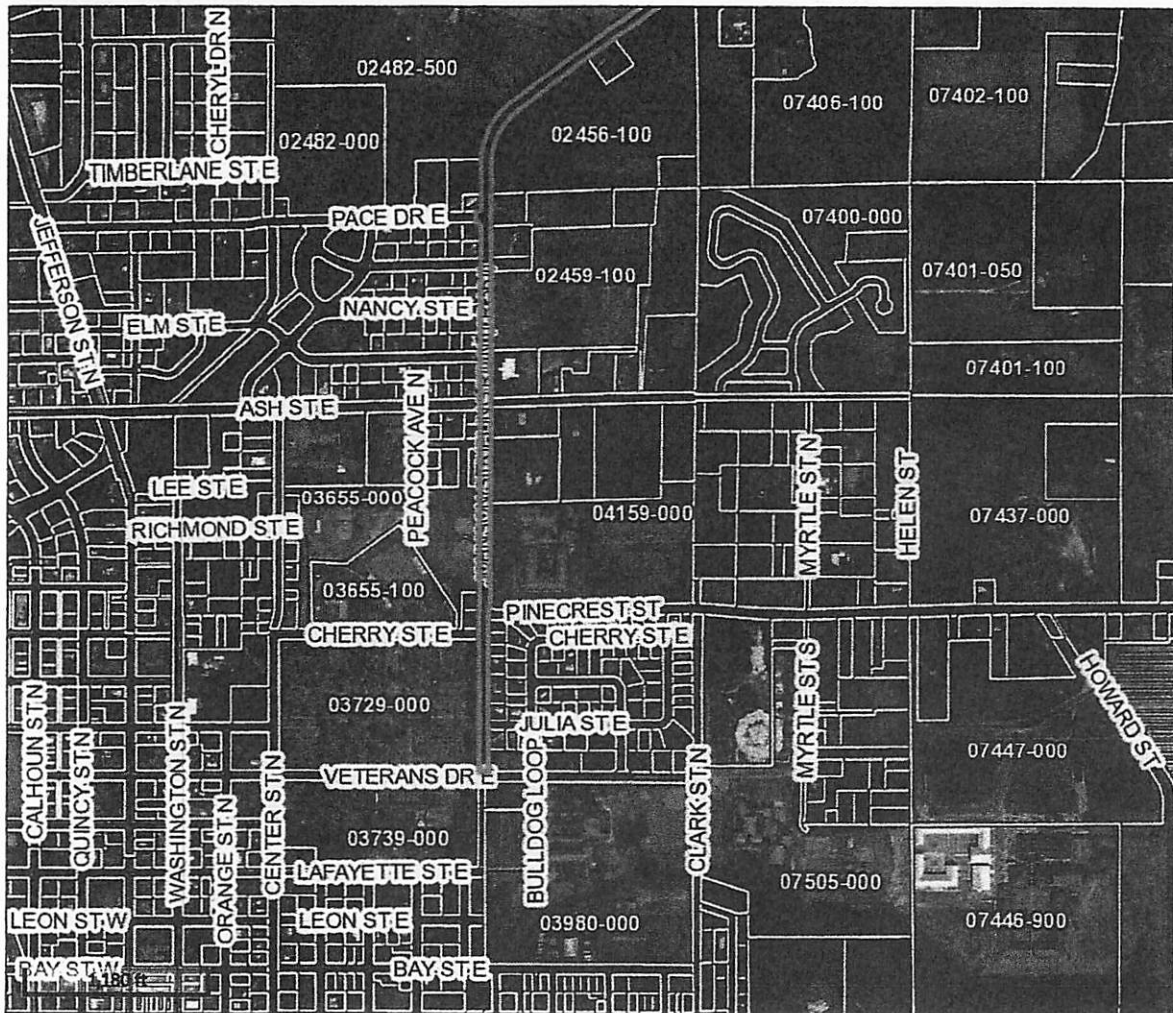 CHERYL DR N
02482-500
07406-100
07402-100
02482-000
02456-100
TIMBERLANE ST E
PACE DR E
07400-000
JEFFERSON ST N
02459-100
07401-050
NANCY ST E
ELM ST E
07401-100
PEACOCK AVE N
ASH ST E
LEE ST E
03655-000
04159-000
MYRTLE ST N
HELEN ST
07437-000
RICHMOND ST E
03655-100
PINECREST ST
CHERRY ST E
CHERRY ST E
HOWARD ST
03729-000
CALHOUN ST N
QUINCY ST N
WASHINGTON ST N
JULIA ST E
MYRTLE ST S
07447-000
VETERANS DR E
ORANGE ST N
CENTER ST N
BULLDOG LOOP
CLARK ST N
03739-000
LAFAYETTE ST E
07505-000
LEON ST W
LEON ST E
03980-000
07446-900
BAY ST W
BAY ST E
1,180 ft